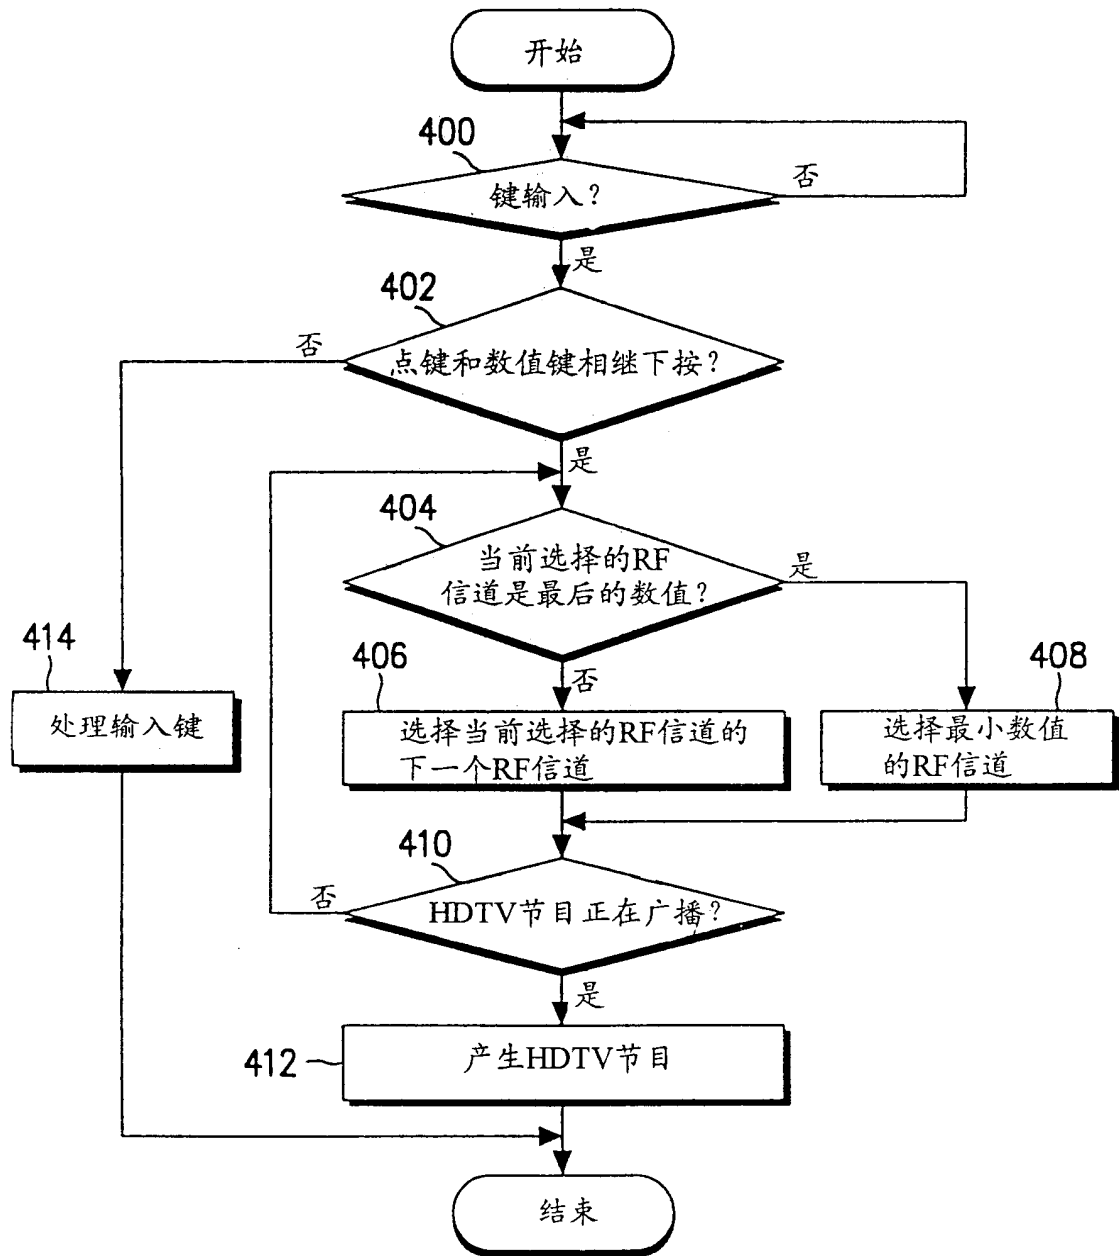 开始
400
键输入?
否
是
402
否
点键和数值键相继下按?
是
404
当前选择的RF
信道是最后的数值?
是
414
处理输入键
406
否
408
选择当前选择的RF信道的
下一个RF信道
选择最小数值
的RF信道
410
否
HDTV节目正在广播?
是
412
产生HDTV节目
结束